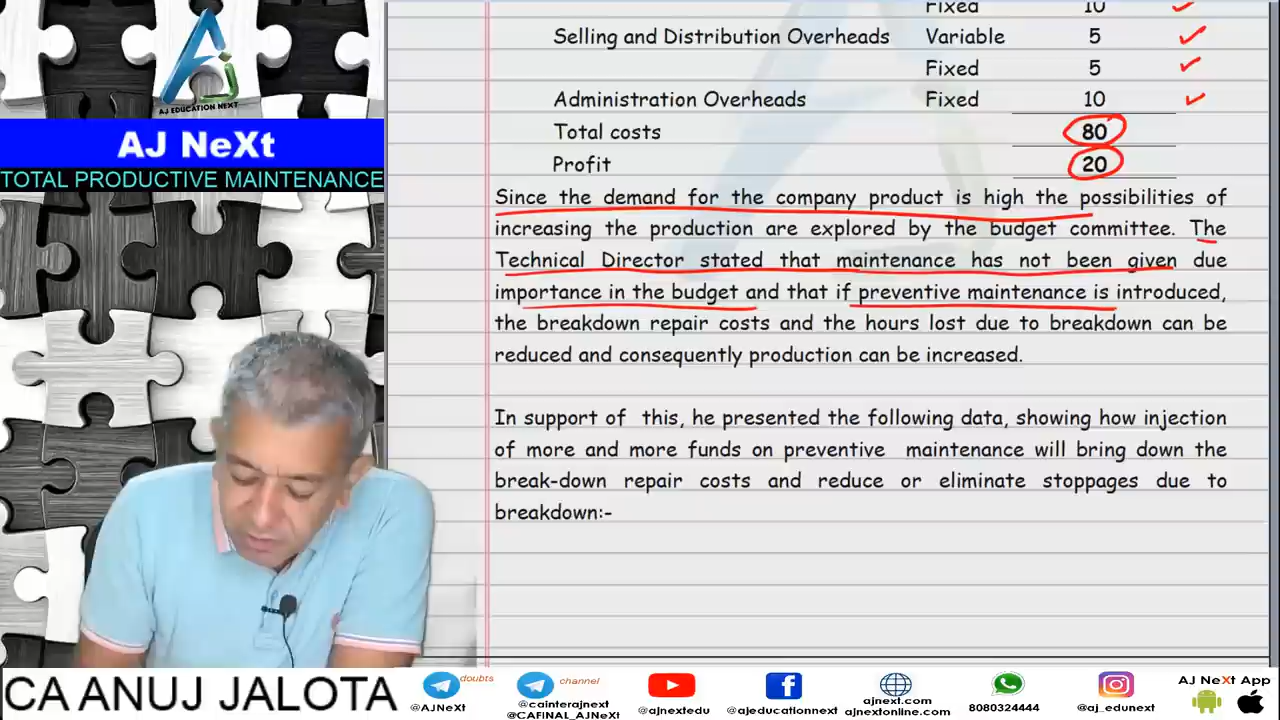 Fixed 10
Selling and Distribution Overheads Variable 5
Fixed 5
Administration Overheads Fixed 10
Total costs 80
Profit 20
Since the demand for the company product is high the possibilities of
increasing the production are explored by the budget committee. The
Technical Director stated that maintenance has not been given due
importance in the budget and that if preventive maintenance is introduced,
the breakdown repair costs and the hours lost due to breakdown can be
reduced and consequently production can be increased.
In support of this, he presented the following data, showing how injection
of more and more funds on preventive maintenance will bring down the
break-down repair costs and reduce or eliminate stoppages due to
breakdown:-
AJ EDUCATION NEXT
AJ NeXt
TOTAL PRODUCTIVE MAINTENANCE
CA ANUJ JALOTA
doubts
@AJNeXt
channel
@cainterajnext
@CAFINAL_AJNeXt
@ajnextedu
@ajeducationnext
ajnext.com
ajnextonline.com
8080324444
@aj_edunext
AJ NeXt App